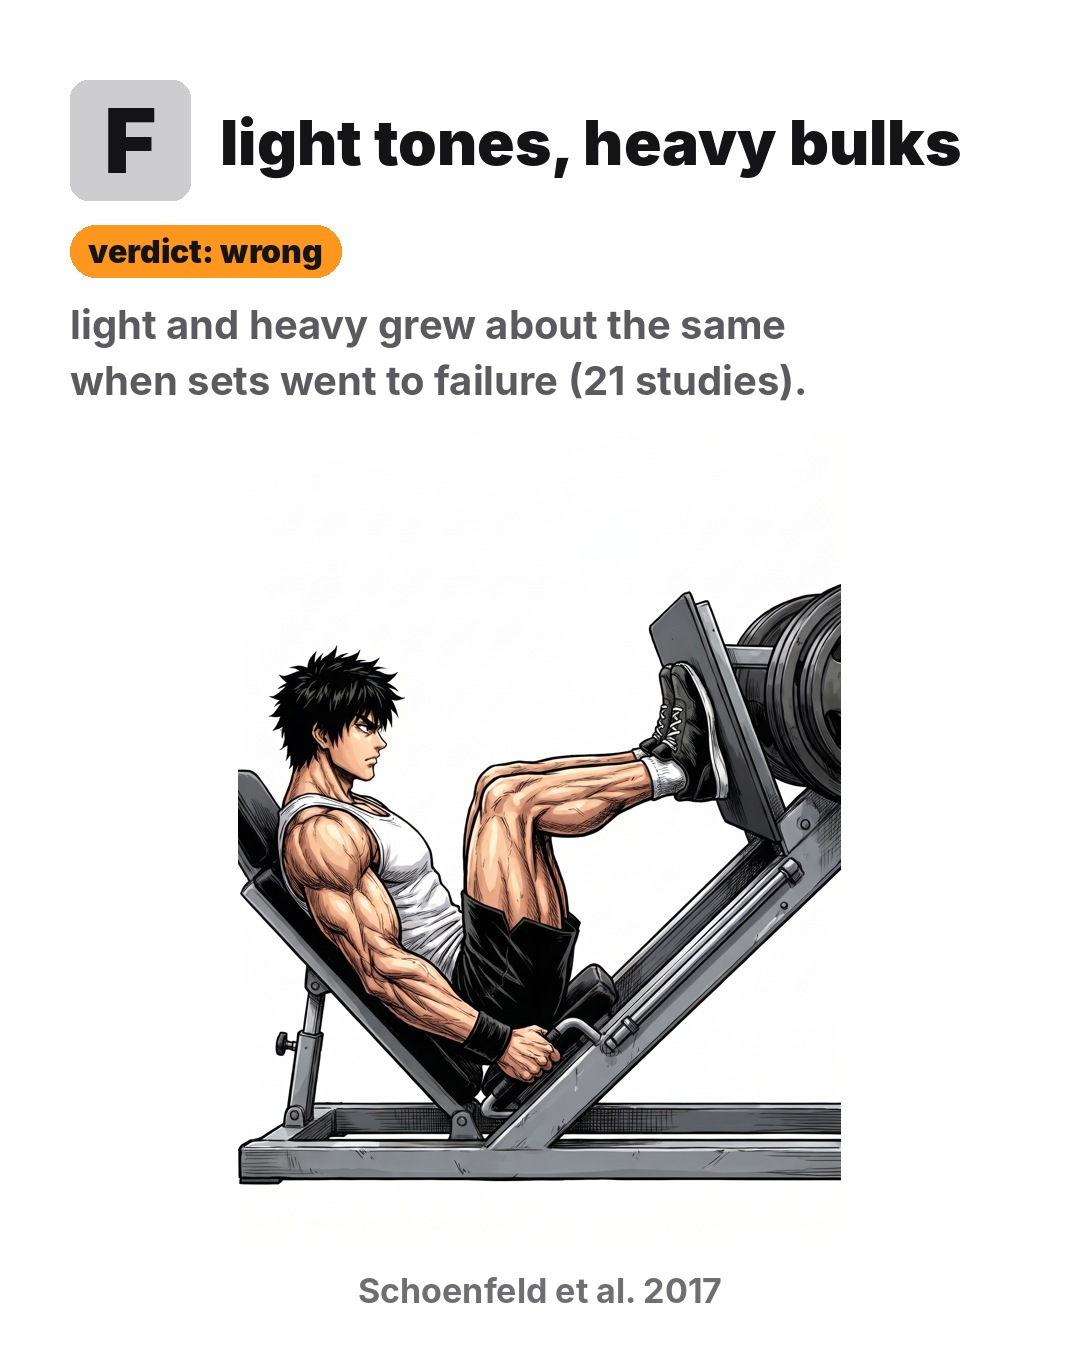 F
light tones, heavy bulks
verdict: wrong
light and heavy grew about the same
when sets went to failure (21 studies).
Schoenfeld et al. 2017